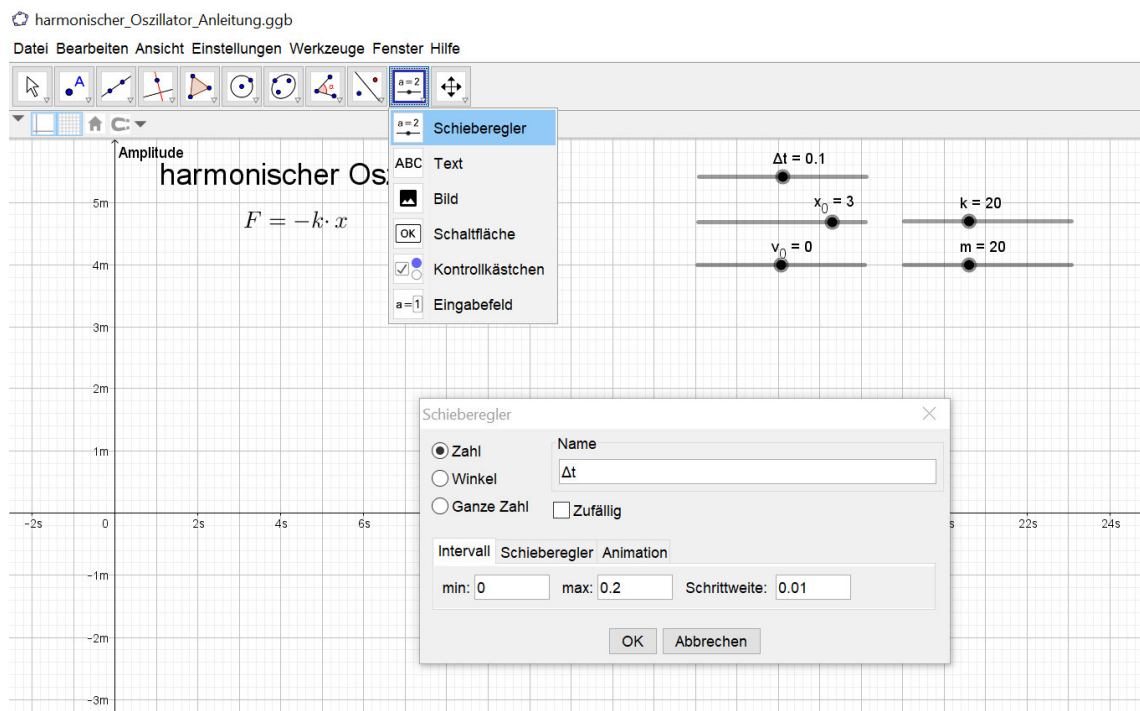 harmonischer_Oszillator_Anleitung.ggb
Datei Bearbeiten Ansicht Einstellungen Werkzeuge Fenster Hilfe
A
α
a=2
a=2 Schieberegler
ABC Text
Bild
OK Schaltfläche
Kontrollkästchen
a=1 Eingabefeld
Amplitude
harmonischer
F = −k· x
Δt = 0.1
x₀ = 3
k = 20
v₀ = 0
m = 20
5m
4m
3m
2m
1m
-2s 0 2s 4s 6s 22s 24s
-1m
-2m
-3m
Schieberegler
Zahl
Winkel
Ganze Zahl
Name
Δt
Zufällig
Intervall Schieberegler Animation
min: 0 max: 0.2 Schrittweite: 0.01
OK Abbrechen